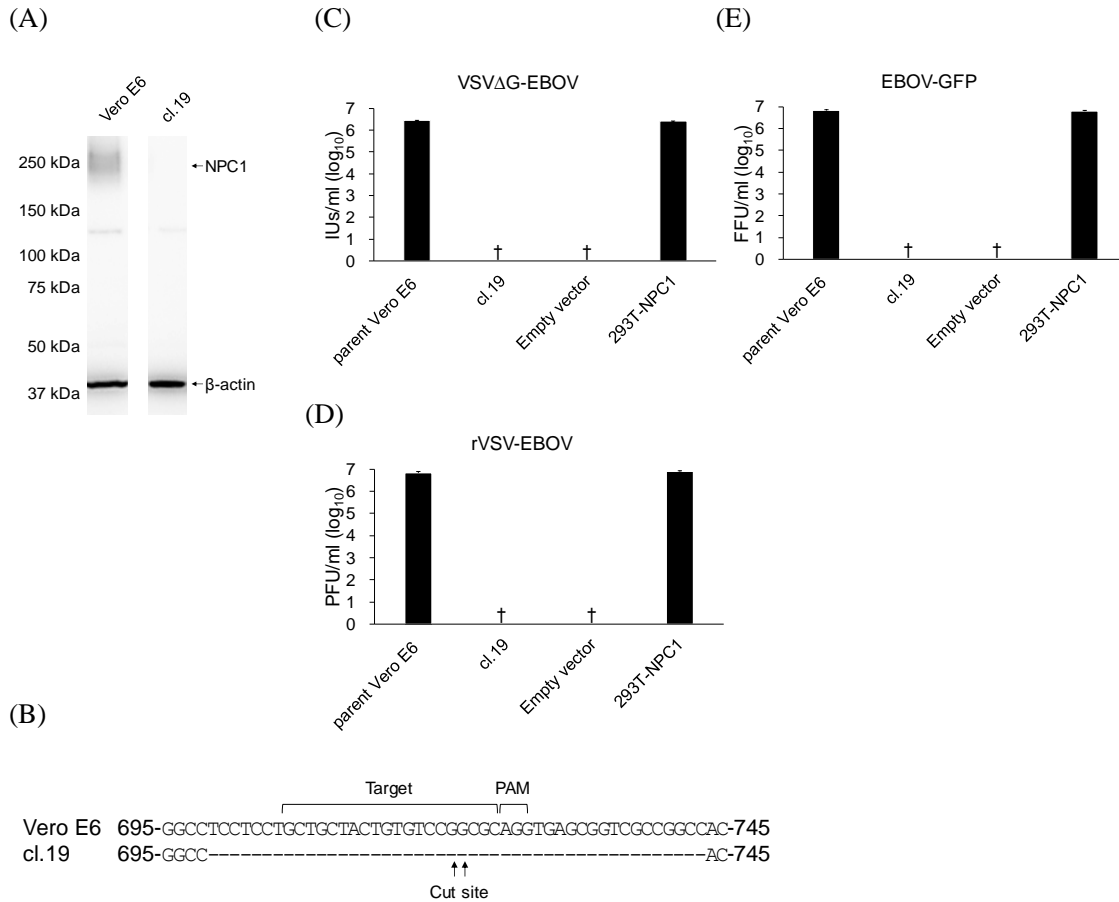 (A)
Vero E6
cl.19
250 kDa
150 kDa
100 kDa
75 kDa
50 kDa
37 kDa
←NPC1
←β-actin
(C)
VSVΔG-EBOV
IUs/ml (log10)
7
6
5
4
3
2
1
0
†
†
parent Vero E6
cl.19
Empty vector
293T-NPC1
(E)
EBOV-GFP
FFU/ml (log10)
7
6
5
4
3
2
1
0
†
†
parent Vero E6
cl.19
Empty vector
293T-NPC1
(D)
rVSV-EBOV
PFU/ml (log10)
7
6
5
4
3
2
1
0
†
†
parent Vero E6
cl.19
Empty vector
293T-NPC1
(B)
Target PAM
Vero E6 695-GGCCTCCTCCTGCTGCTACTGTGTCCGGCGCAGGTGAGCGGTCGCCGGCCAC-745
cl.19 695-GGCC----------------------------------------------AC-745
Cut site